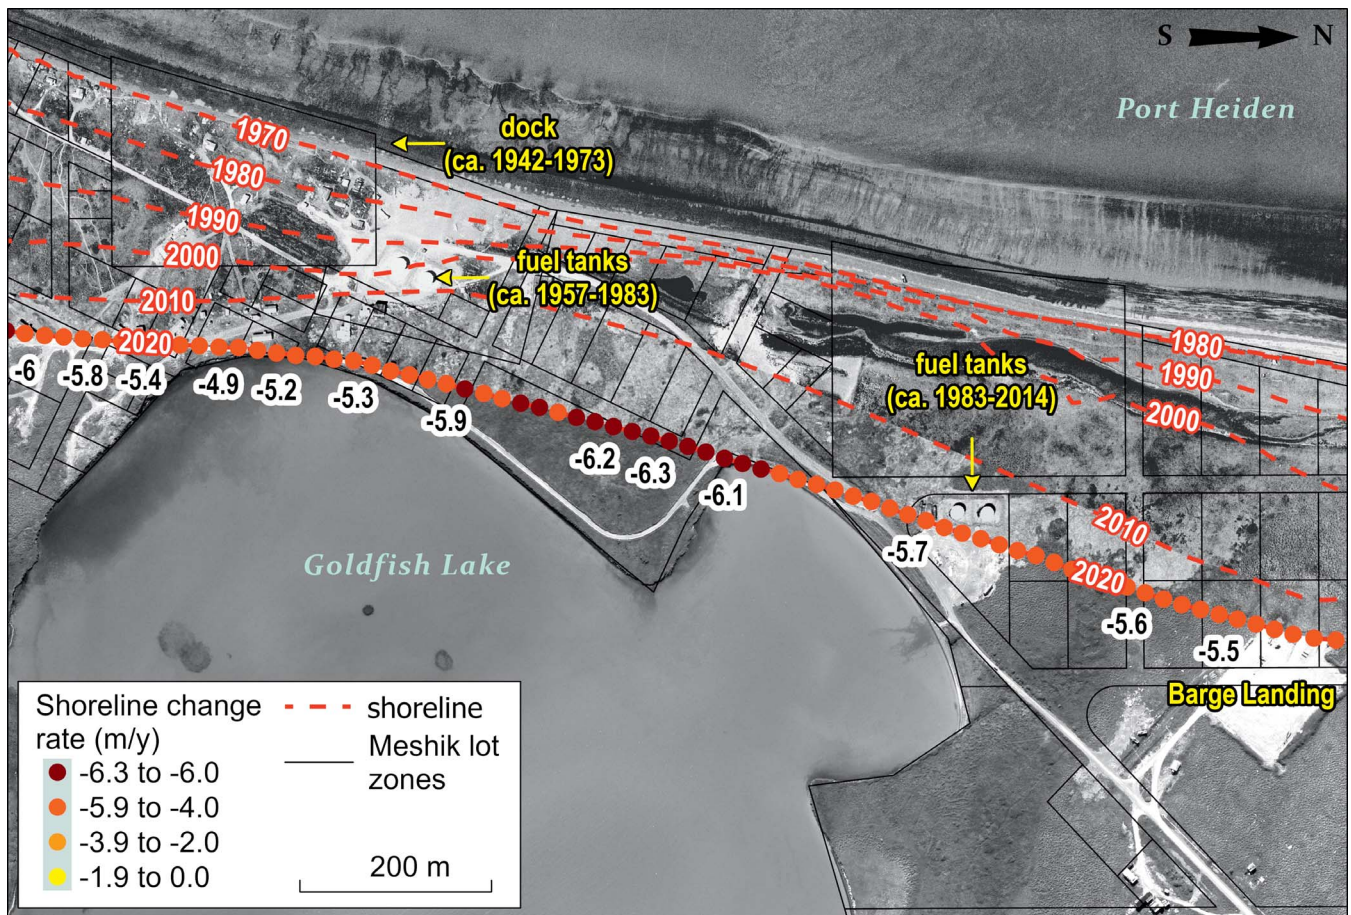 S N
Port Heiden
dock
(ca. 1942-1973)
1970
1980
1990
2000
2010
2020
fuel tanks
(ca. 1957-1983)
fuel tanks
(ca. 1983-2014)
1980
1990
2000
2010
2020
-6
-5.8
-5.4
-4.9
-5.2
-5.3
-5.9
-6.2
-6.3
-6.1
-5.7
-5.6
-5.5
Goldfish Lake
Barge Landing
Shoreline change
rate (m/y)
-6.3 to -6.0
-5.9 to -4.0
-3.9 to -2.0
-1.9 to 0.0
shoreline
Meshik lot
zones
200 m